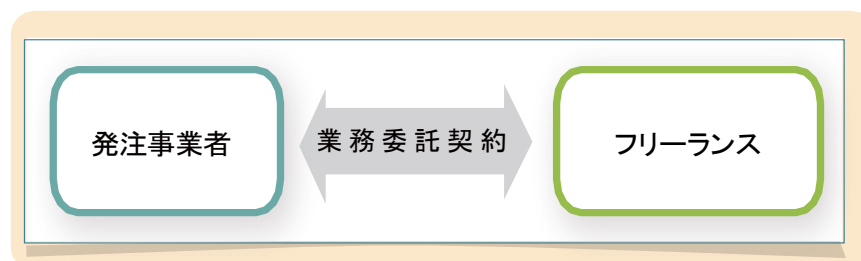 発注事業者
業務委託契約
フリーランス